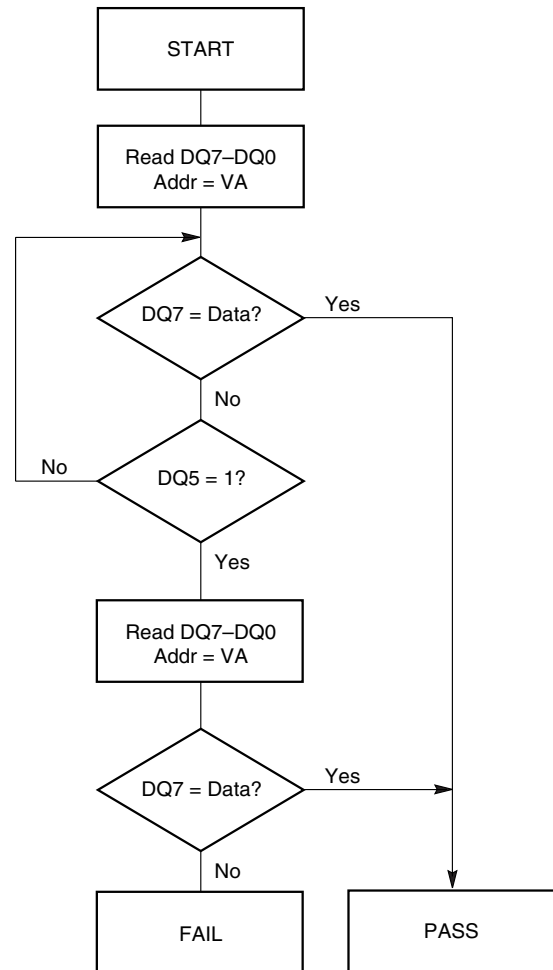 START
Read DQ7–DQ0
Addr = VA
DQ7 = Data?
Yes
No
No
DQ5 = 1?
Yes
Read DQ7–DQ0
Addr = VA
DQ7 = Data?
Yes
No
FAIL
PASS